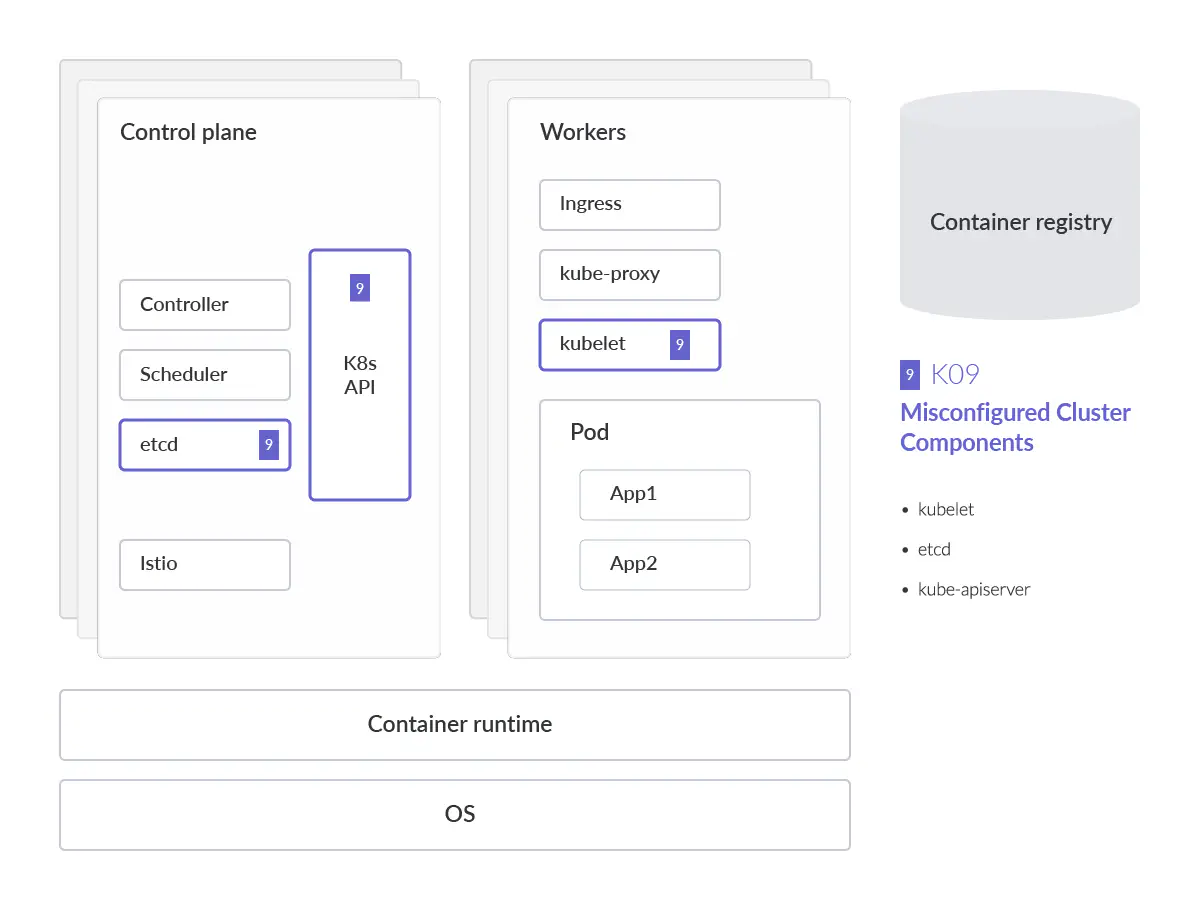 Control plane
Controller
Scheduler
etcd 9
Istio
9
K8s
API
Workers
Ingress
kube-proxy
kubelet 9
Pod
App1
App2
Container registry
9 K09
Misconfigured Cluster
Components
• kubelet
• etcd
• kube-apiserver
Container runtime
OS